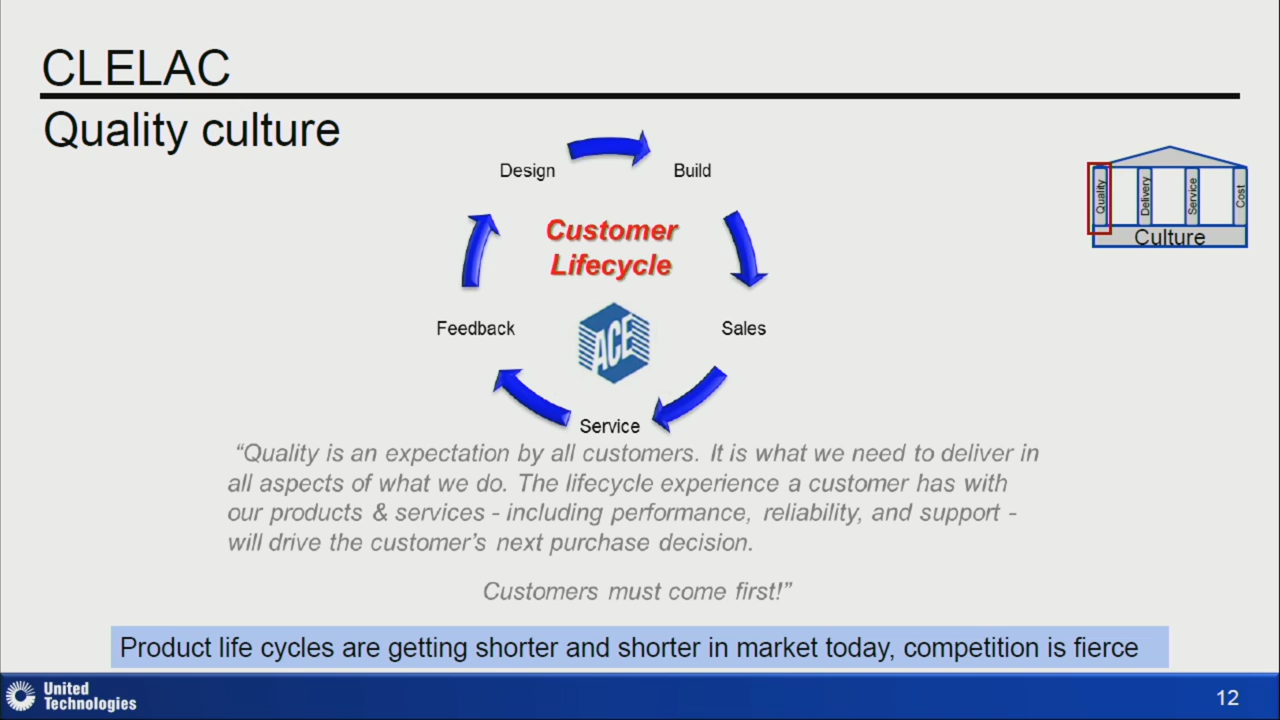 CLELAC
Quality culture
Design
Build
Customer
Lifecycle
Feedback
ACE
Sales
Service
Quality
Delivery
Service
Cost
Culture
“Quality is an expectation by all customers. It is what we need to deliver in
all aspects of what we do. The lifecycle experience a customer has with
our products & services - including performance, reliability, and support -
will drive the customer’s next purchase decision.
Customers must come first!”
Product life cycles are getting shorter and shorter in market today, competition is fierce
United
Technologies
12